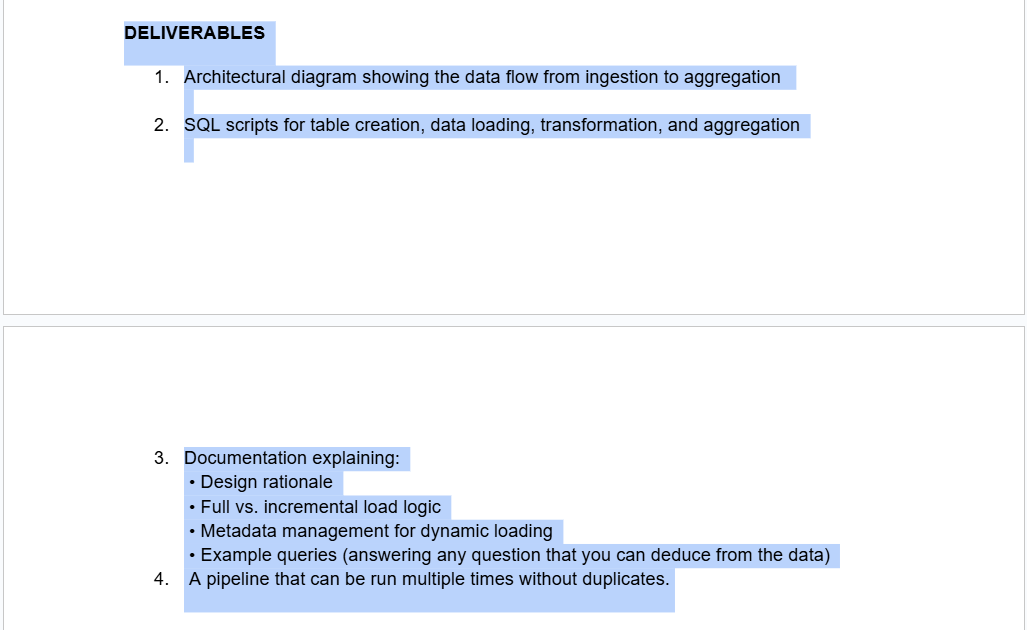 DELIVERABLES
1. Architectural diagram showing the data flow from ingestion to aggregation
2. SQL scripts for table creation, data loading, transformation, and aggregation
3. Documentation explaining:
• Design rationale
• Full vs. incremental load logic
• Metadata management for dynamic loading
• Example queries (answering any question that you can deduce from the data)
4. A pipeline that can be run multiple times without duplicates.